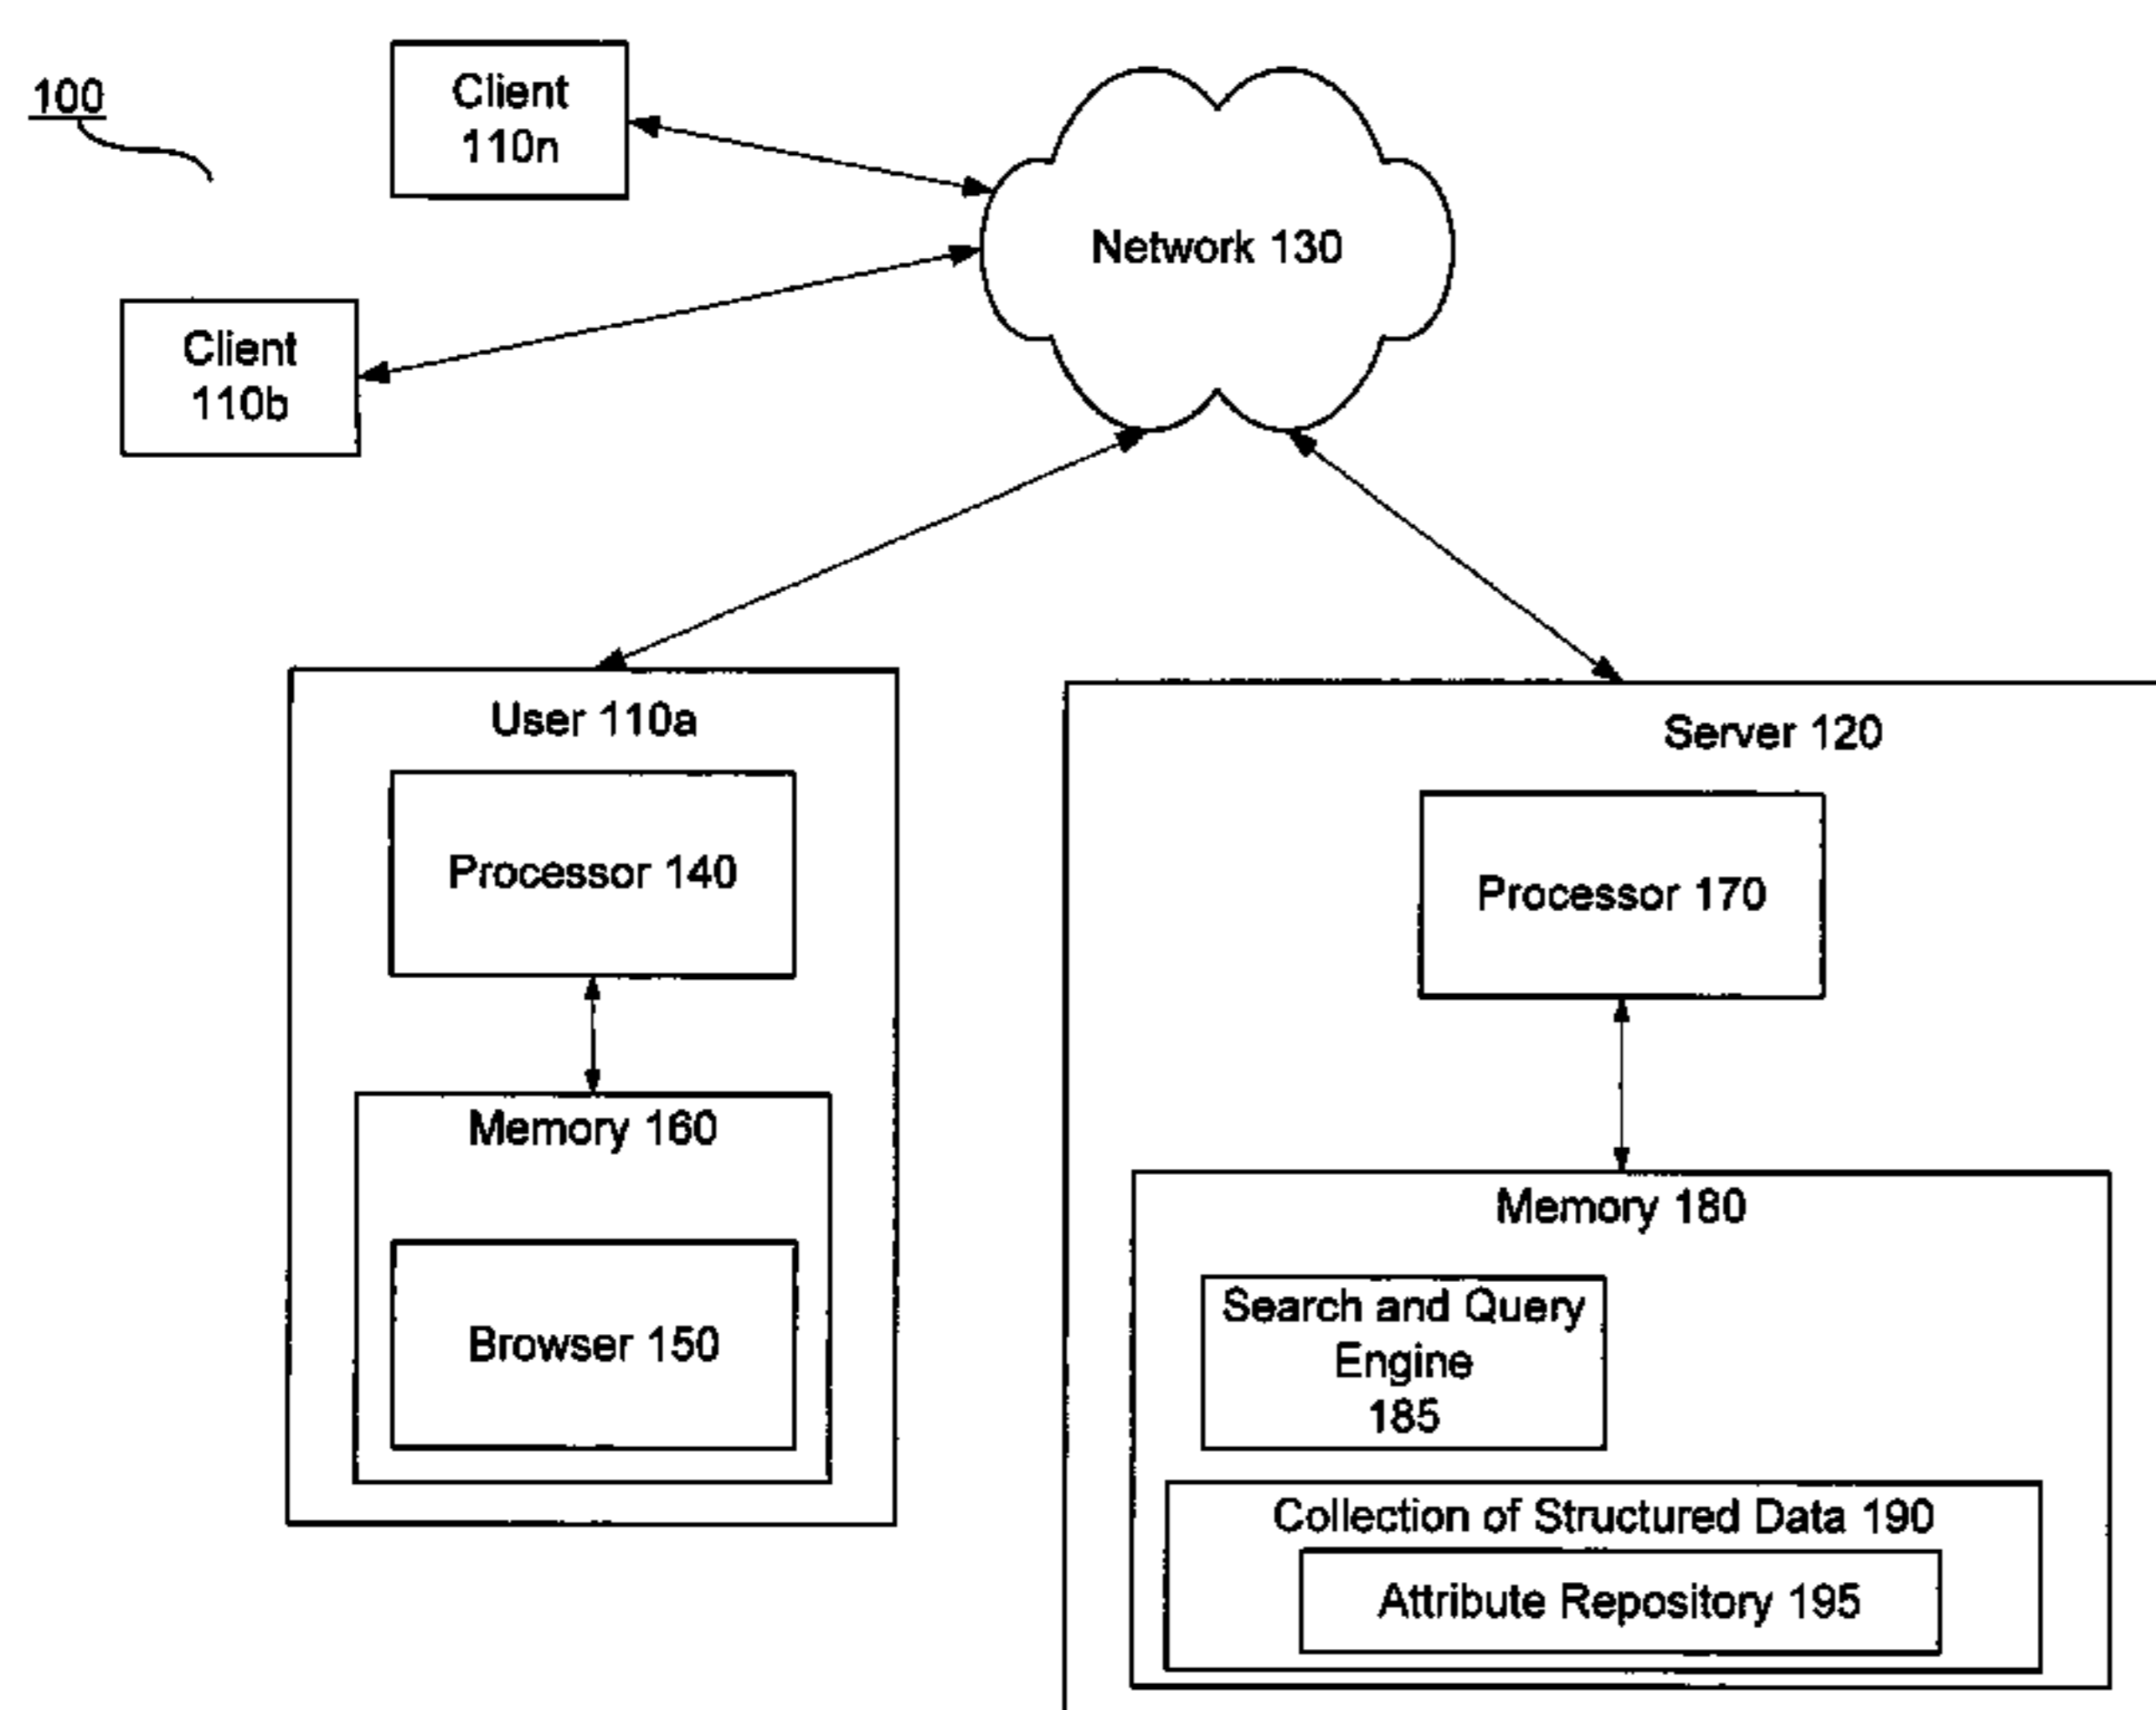 100
Client
110n
Network 130
Client
110b
User 110a
Server 120
Processor 140
Processor 170
Memory 160
Memory 180
Browser 150
Search and Query
Engine
185
Collection of Structured Data 190
Attribute Repository 195